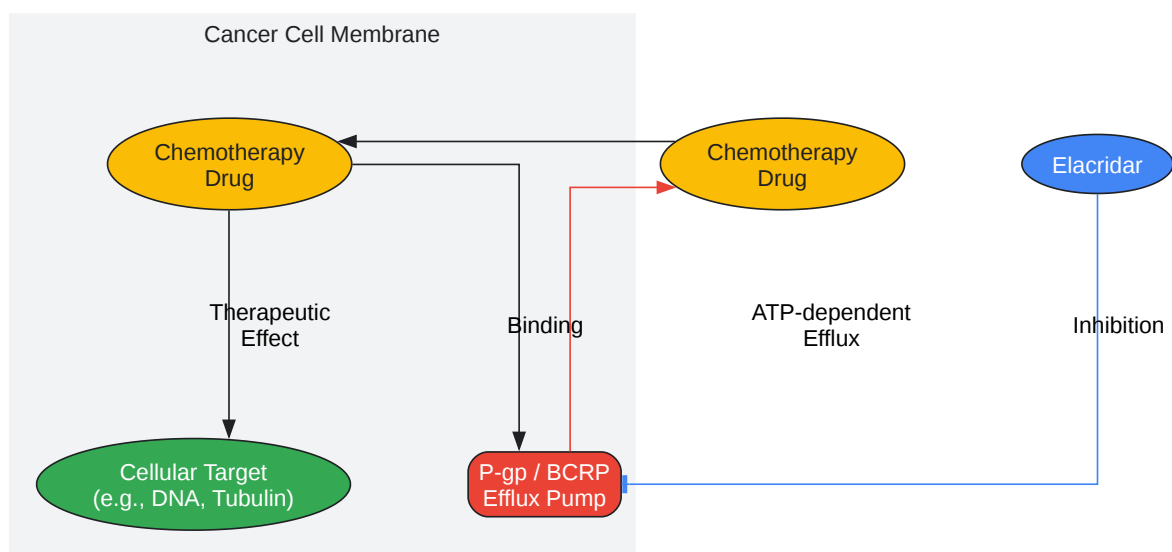 Cancer Cell Membrane
Chemotherapy
Drug
Chemotherapy
Drug
Elacridar
Therapeutic
Effect
Binding
ATP-dependent
Efflux
Inhibition
Cellular Target
(e.g., DNA, Tubulin)
P-gp / BCRP
Efflux Pump